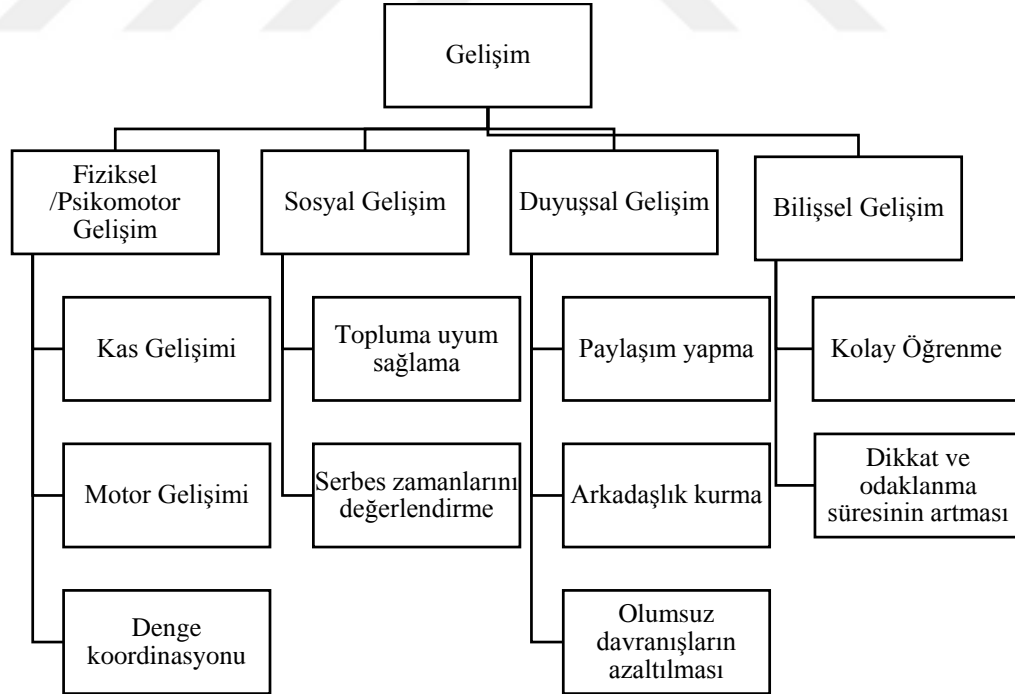 Gelişim
Fiziksel
/Psikomotor
Gelişim
Sosyal Gelişim
Duyuşsal Gelişim
Bilişsel Gelişim
Kas Gelişimi
Topluma uyum
sağlama
Paylaşım yapma
Kolay Öğrenme
Motor Gelişimi
Serbes zamanlarını
değerlendirme
Arkadaşlık kurma
Dikkat ve
odaklanma
süresinin artması
Denge
koordinasyonu
Olumsuz
davranışların
azaltılması